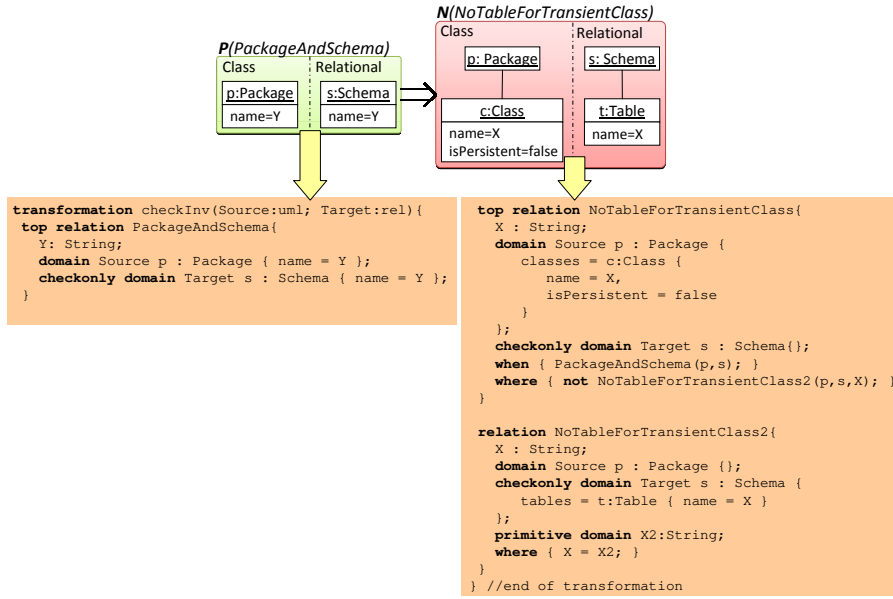 P(PackageAndSchema)
Class Relational
p:Package s:Schema
name=Y name=Y
N(NoTableForTransientClass)
Class Relational
p: Package s: Schema
c:Class t:Table
name=X name=X
isPersistent=false
transformation checkInv(Source:uml; Target:rel){
top relation PackageAndSchema{
Y: String;
domain Source p : Package { name = Y };
checkonly domain Target s : Schema { name = Y };
}
top relation NoTableForTransientClass{
X : String;
domain Source p : Package {
classes = c:Class {
name = X,
isPersistent = false
}
};
checkonly domain Target s : Schema{};
when { PackageAndSchema(p,s); }
where { not NoTableForTransientClass2(p,s,X); }
}
relation NoTableForTransientClass2{
X : String;
domain Source p : Package {};
checkonly domain Target s : Schema {
tables = t:Table { name = X }
};
primitive domain X2:String;
where { X = X2; }
}
} //end of transformation